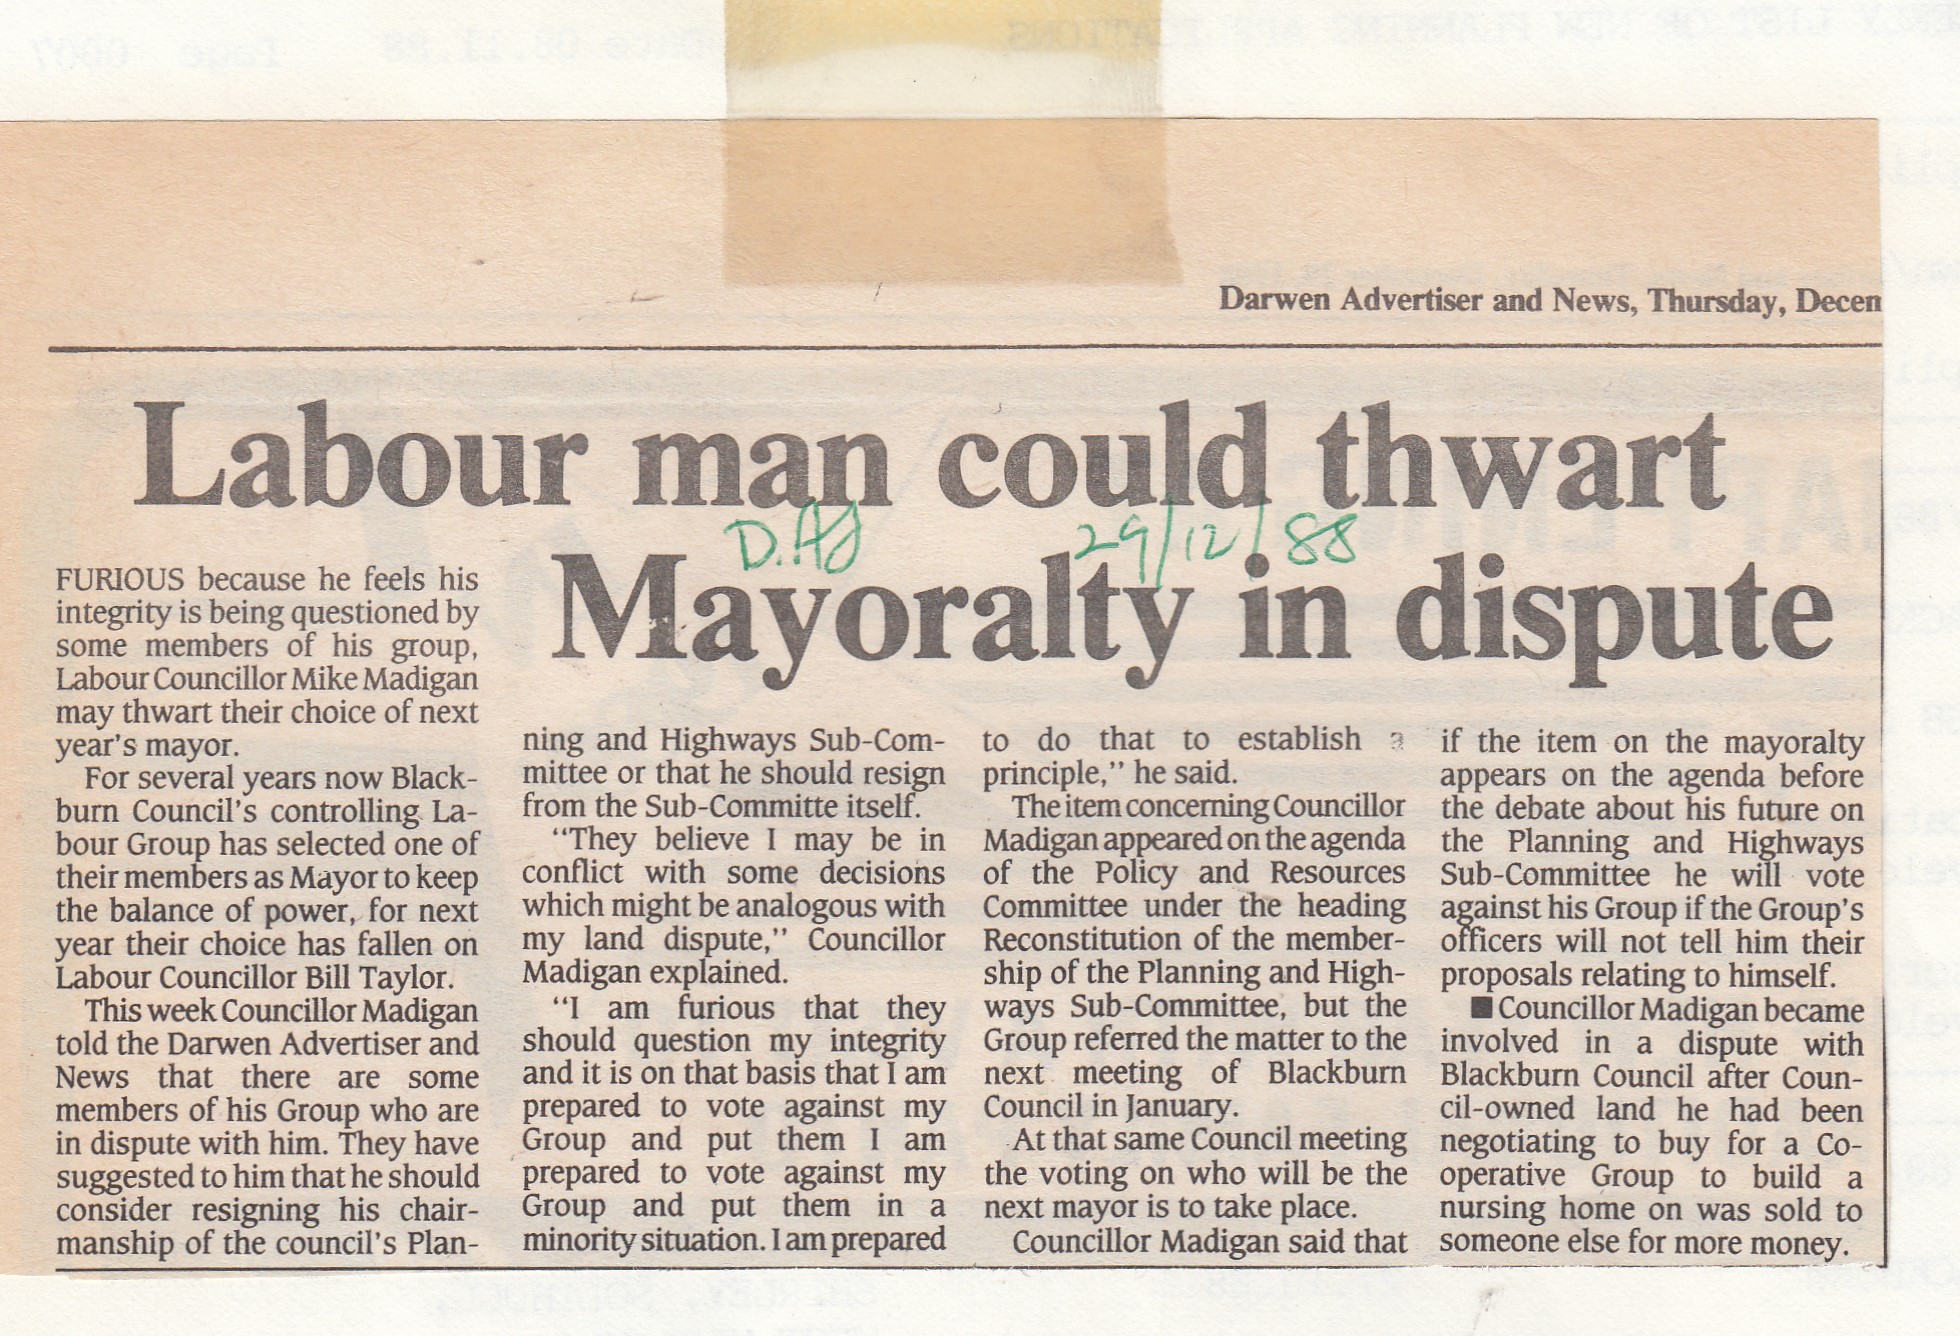 Darwen Advertiser and News, Thursday, Decem
Labour man could thwart
D.A
29/12/88
Mayoralty in dispute
FURIOUS because he feels his
integrity is being questioned by
some members of his group,
Labour Councillor Mike Madigan
may thwart their choice of next
year's mayor.
For several years now Black-
burn Council's controlling La-
bour Group has selected one of
their members as Mayor to keep
the balance of power, for next
year their choice has fallen on
Labour Councillor Bill Taylor.
This week Councillor Madigan
told the Darwen Advertiser and
News that there are some
members of his Group who are
in dispute with him. They have
suggested to him that he should
consider resigning his chair-
manship of the council's Plan-
ning and Highways Sub-Com-
mittee or that he should resign
from the Sub-Committe itself.
"They believe I may be in
conflict with some decisions
which might be analogous with
my land dispute," Councillor
Madigan explained.
"I am furious that they
should question my integrity
and it is on that basis that I am
prepared to vote against my
Group and put them I am
prepared to vote against my
Group and put them in a
minority situation. I am prepared
to do that to establish a
principle," he said.
The item concerning Councillor
Madigan appeared on the agenda
of the Policy and Resources
Committee under the heading
Reconstitution of the member-
ship of the Planning and High-
ways Sub-Committee, but the
Group referred the matter to the
next meeting of Blackburn
Council in January.
At that same Council meeting
the voting on who will be the
next mayor is to take place.
Councillor Madigan said that
if the item on the mayoralty
appears on the agenda before
the debate about his future on
the Planning and Highways
Sub-Committee he will vote
against his Group if the Group's
officers will not tell him their
proposals relating to himself.
■ Councillor Madigan became
involved in a dispute with
Blackburn Council after Coun-
cil-owned land he had been
negotiating to buy for a Co-
operative Group to build a
nursing home on was sold to
someone else for more money.